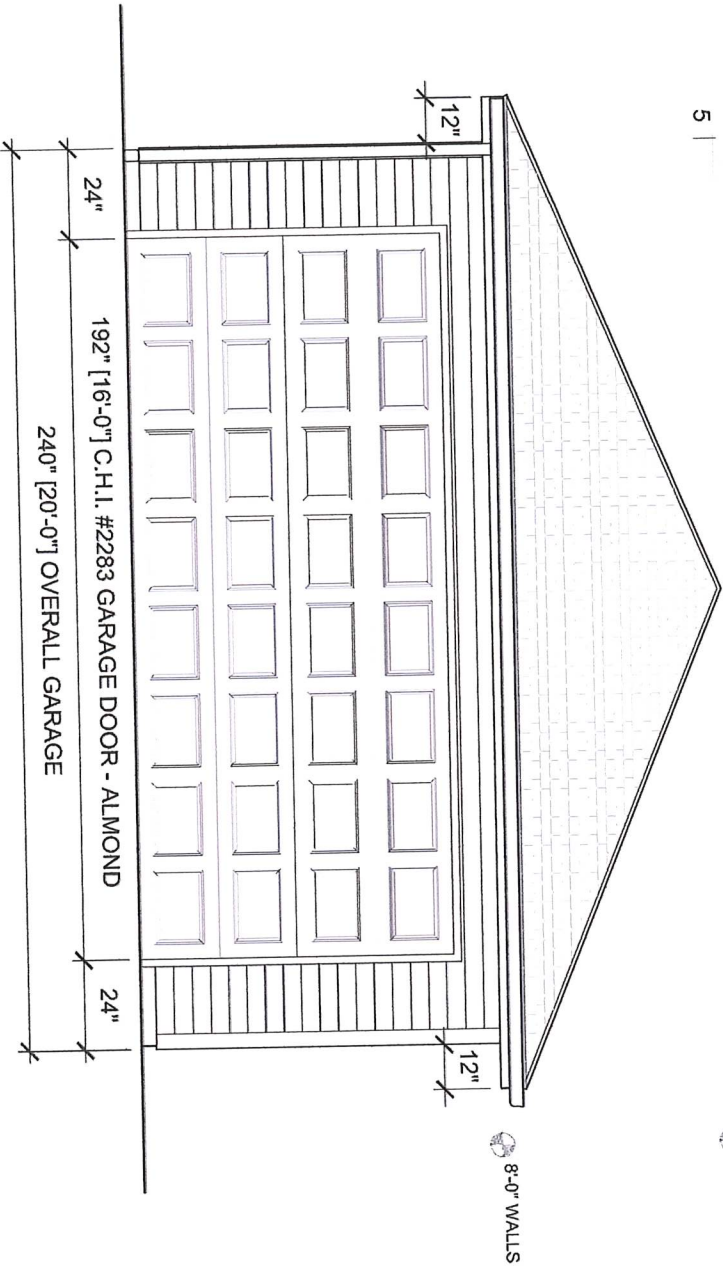 5
12"
12"
8'-0" WALLS
24"
192" [16'-0"] C.H.I. #2283 GARAGE DOOR - ALMOND
24"
240" [20'-0"] OVERALL GARAGE